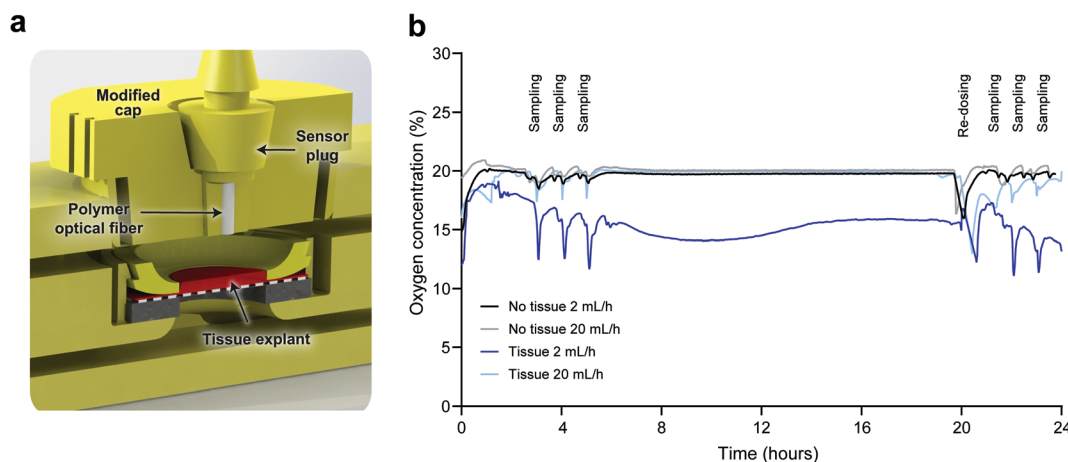 a
Modified
cap
Sensor
plug
Polymer
optical fiber
Tissue explant
b
Oxygen concentration (%)
30
25
20
15
10
5
0
Sampling
Sampling
Sampling
Re-dosing
Sampling
Sampling
Sampling
No tissue 2 mL/h
No tissue 20 mL/h
Tissue 2 mL/h
Tissue 20 mL/h
0
4
8
12
16
20
24
Time (hours)